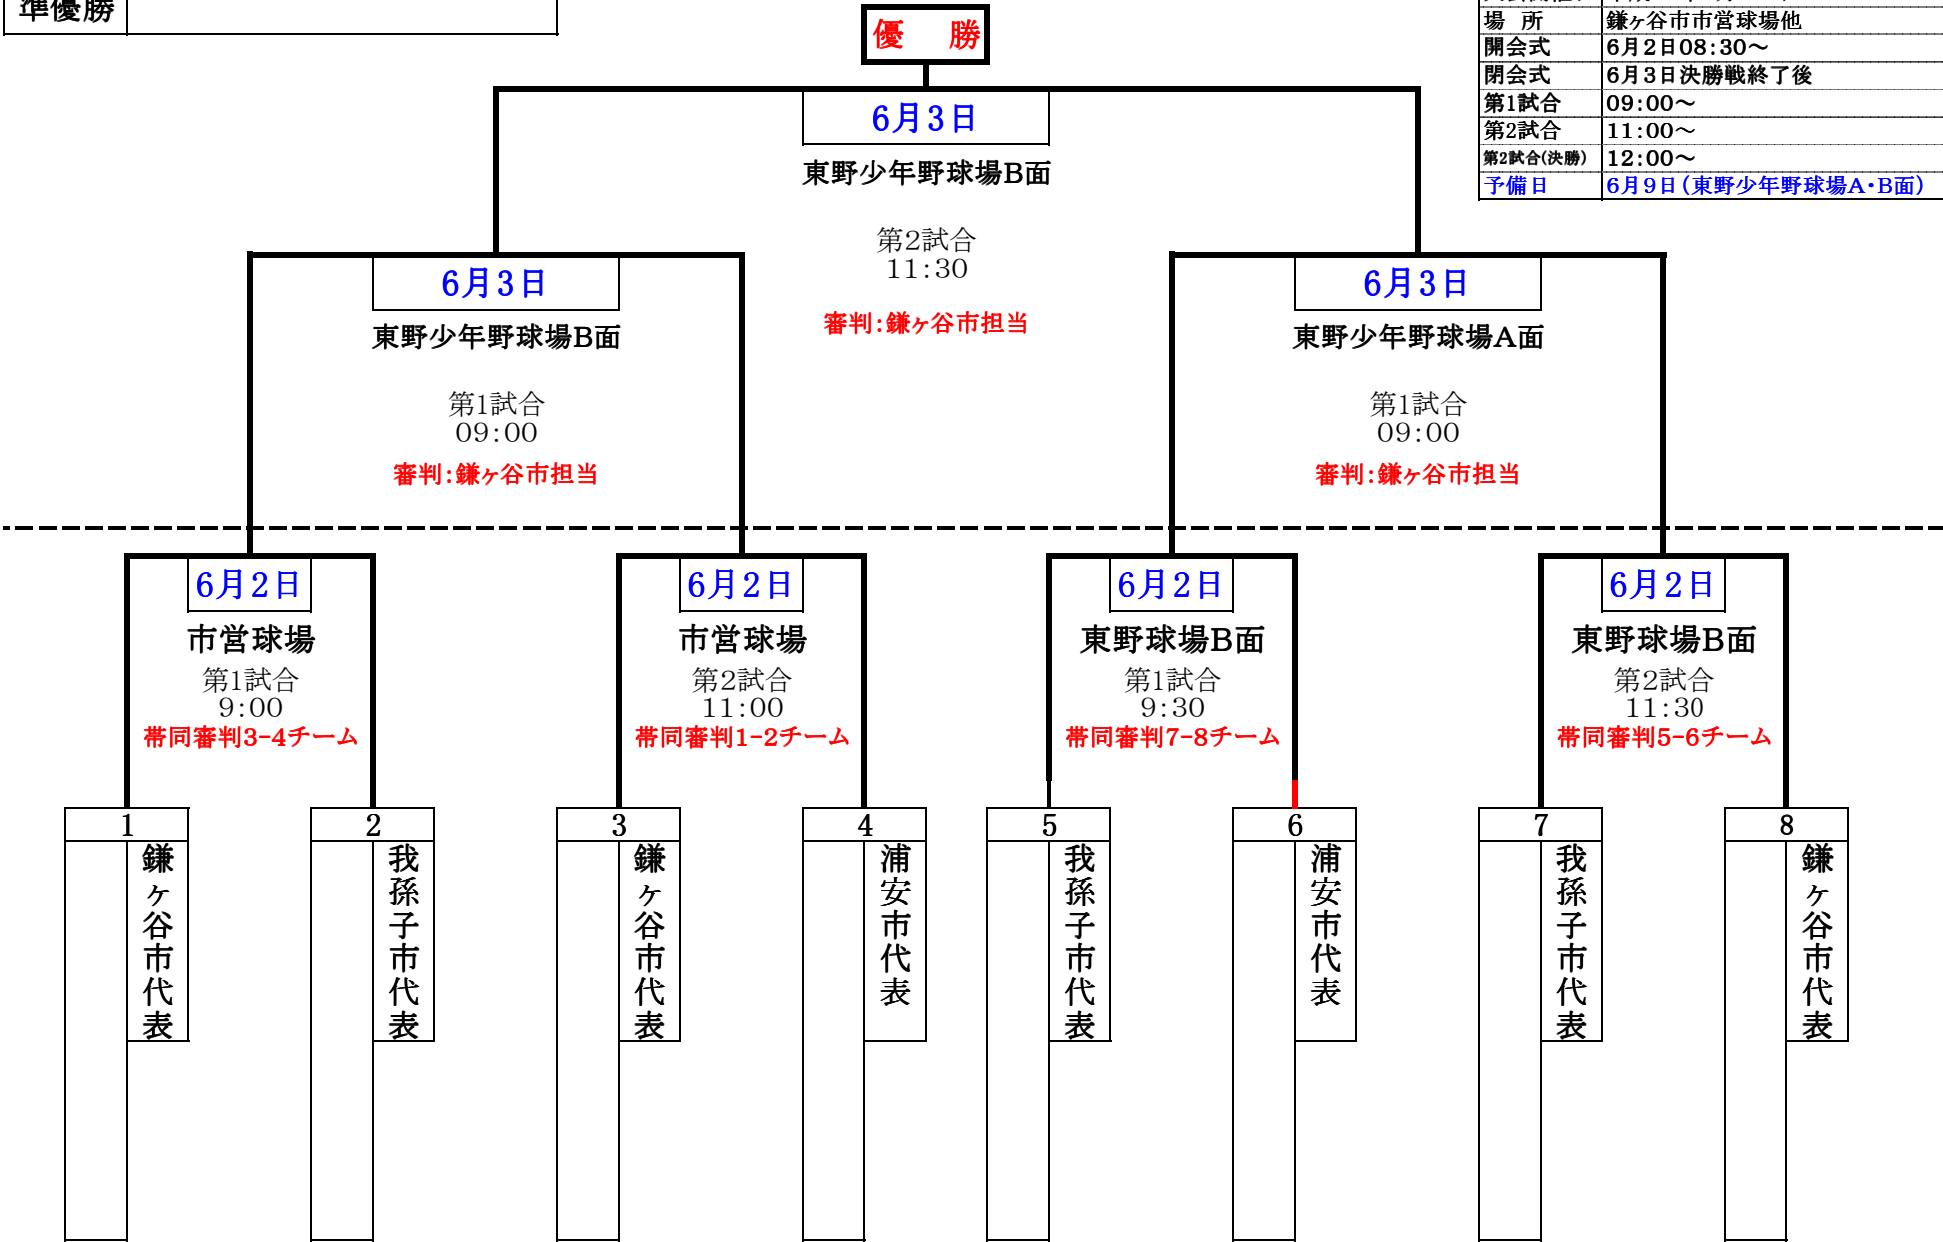 準優勝
優 勝
場 所 鎌ヶ谷市市営球場他
開会式 6月2日08:30～
閉会式 6月3日決勝戦終了後
第1試合 09:00～
第2試合 11:00～
第2試合(決勝) 12:00～
予備日 6月9日(東野少年野球場A・B面)
6月3日
東野少年野球場B面
第2試合
11:30
審判:鎌ヶ谷市担当
6月3日
東野少年野球場B面
第1試合
09:00
審判:鎌ヶ谷市担当
6月3日
東野少年野球場A面
第1試合
09:00
審判:鎌ヶ谷市担当
6月2日
市営球場
第1試合
9:00
帯同審判3-4チーム
6月2日
市営球場
第2試合
11:00
帯同審判1-2チーム
6月2日
東野球場B面
第1試合
9:30
帯同審判7-8チーム
6月2日
東野球場B面
第2試合
11:30
帯同審判5-6チーム
1
鎌ヶ谷市代表
2
我孫子市代表
3
鎌ヶ谷市代表
4
浦安市代表
5
我孫子市代表
6
浦安市代表
7
我孫子市代表
8
鎌ヶ谷市代表